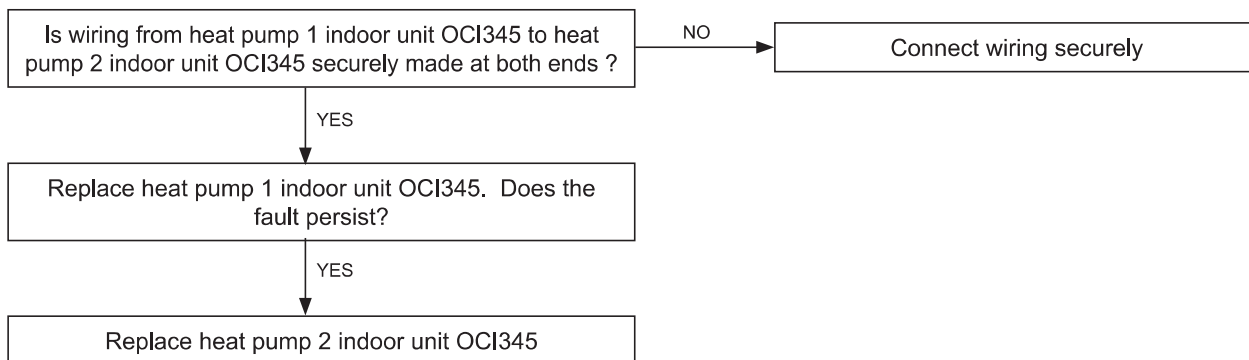 Is wiring from heat pump 1 indoor unit OCI345 to heat
pump 2 indoor unit OCI345 securely made at both ends ?
NO
Connect wiring securely
YES
Replace heat pump 1 indoor unit OCI345.  Does the
fault persist?
YES
Replace heat pump 2 indoor unit OCI345